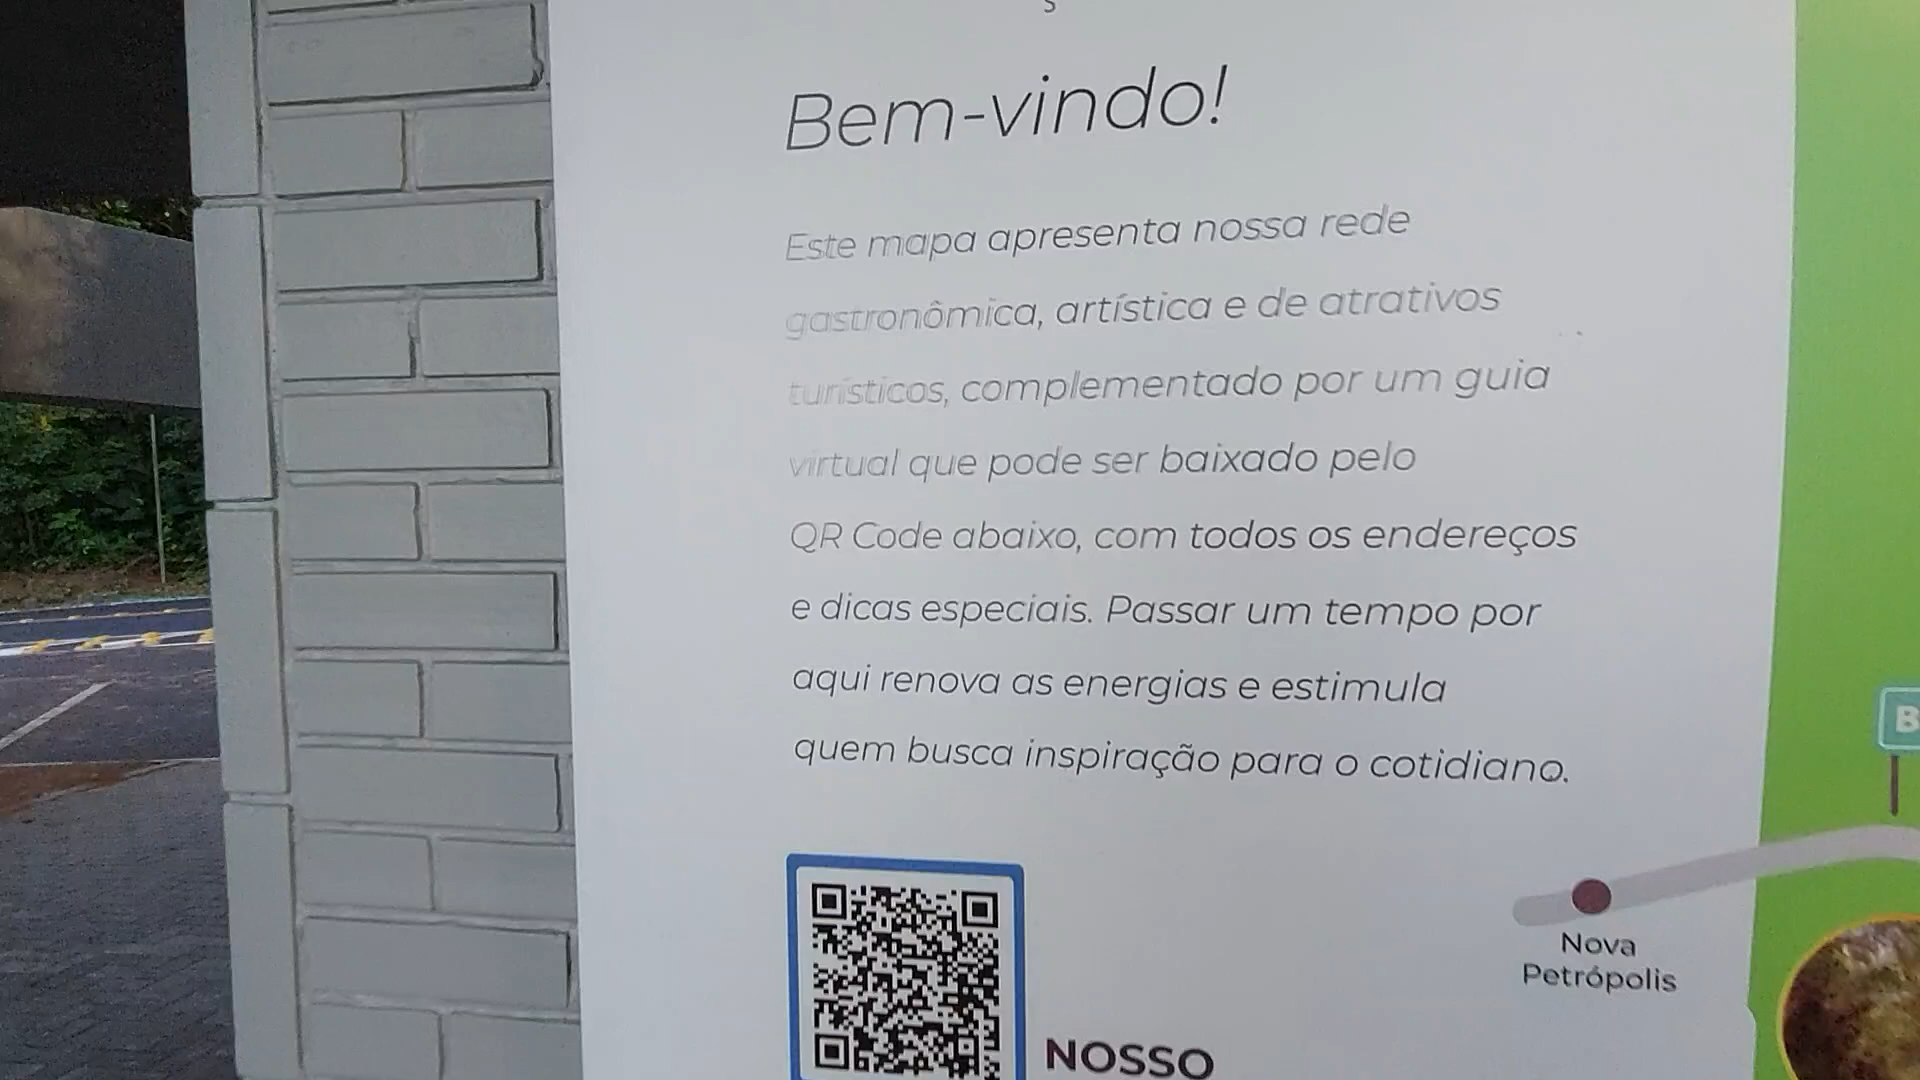 Bem-vindo!
Este mapa apresenta nossa rede
gastronômica, artística e de atrativos
turísticos, complementado por um guia
virtual que pode ser baixado pelo
QR Code abaixo, com todos os endereços
e dicas especiais. Passar um tempo por
aqui renova as energias e estimula
quem busca inspiração para o cotidiano.
NOSSO
Nova
Petrópolis